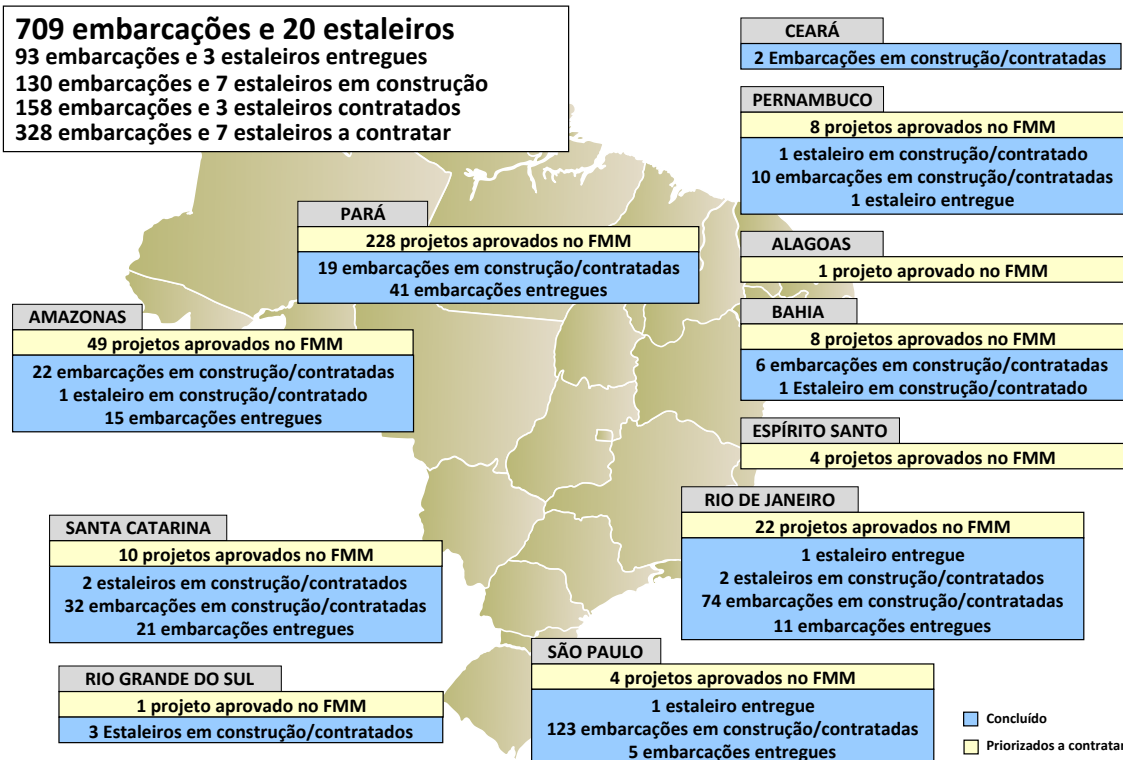 709 embarcações e 20 estaleiros
93 embarcações e 3 estaleiros entregues
130 embarcações e 7 estaleiros em construção
158 embarcações e 3 estaleiros contratados
328 embarcações e 7 estaleiros a contratar
CEARÁ
2 Embarcações em construção/contratadas
PERNAMBUCO
8 projetos aprovados no FMM
1 estaleiro em construção/contratado
10 embarcações em construção/contratadas
1 estaleiro entregue
PARÁ
228 projetos aprovados no FMM
19 embarcações em construção/contratadas
41 embarcações entregues
ALAGOAS
1 projeto aprovado no FMM
AMAZONAS
49 projetos aprovados no FMM
22 embarcações em construção/contratadas
1 estaleiro em construção/contratado
15 embarcações entregues
BAHIA
8 projetos aprovados no FMM
6 embarcações em construção/contratadas
1 Estaleiro em construção/contratado
ESPÍRITO SANTO
4 projetos aprovados no FMM
RIO DE JANEIRO
22 projetos aprovados no FMM
1 estaleiro entregue
2 estaleiros em construção/contratados
74 embarcações em construção/contratadas
11 embarcações entregues
SANTA CATARINA
10 projetos aprovados no FMM
2 estaleiros em construção/contratados
32 embarcações em construção/contratadas
21 embarcações entregues
SÃO PAULO
4 projetos aprovados no FMM
1 estaleiro entregue
123 embarcações em construção/contratadas
5 embarcações entregues
RIO GRANDE DO SUL
1 projeto aprovado no FMM
3 Estaleiros em construção/contratados
Concluído
Priorizados a contratar